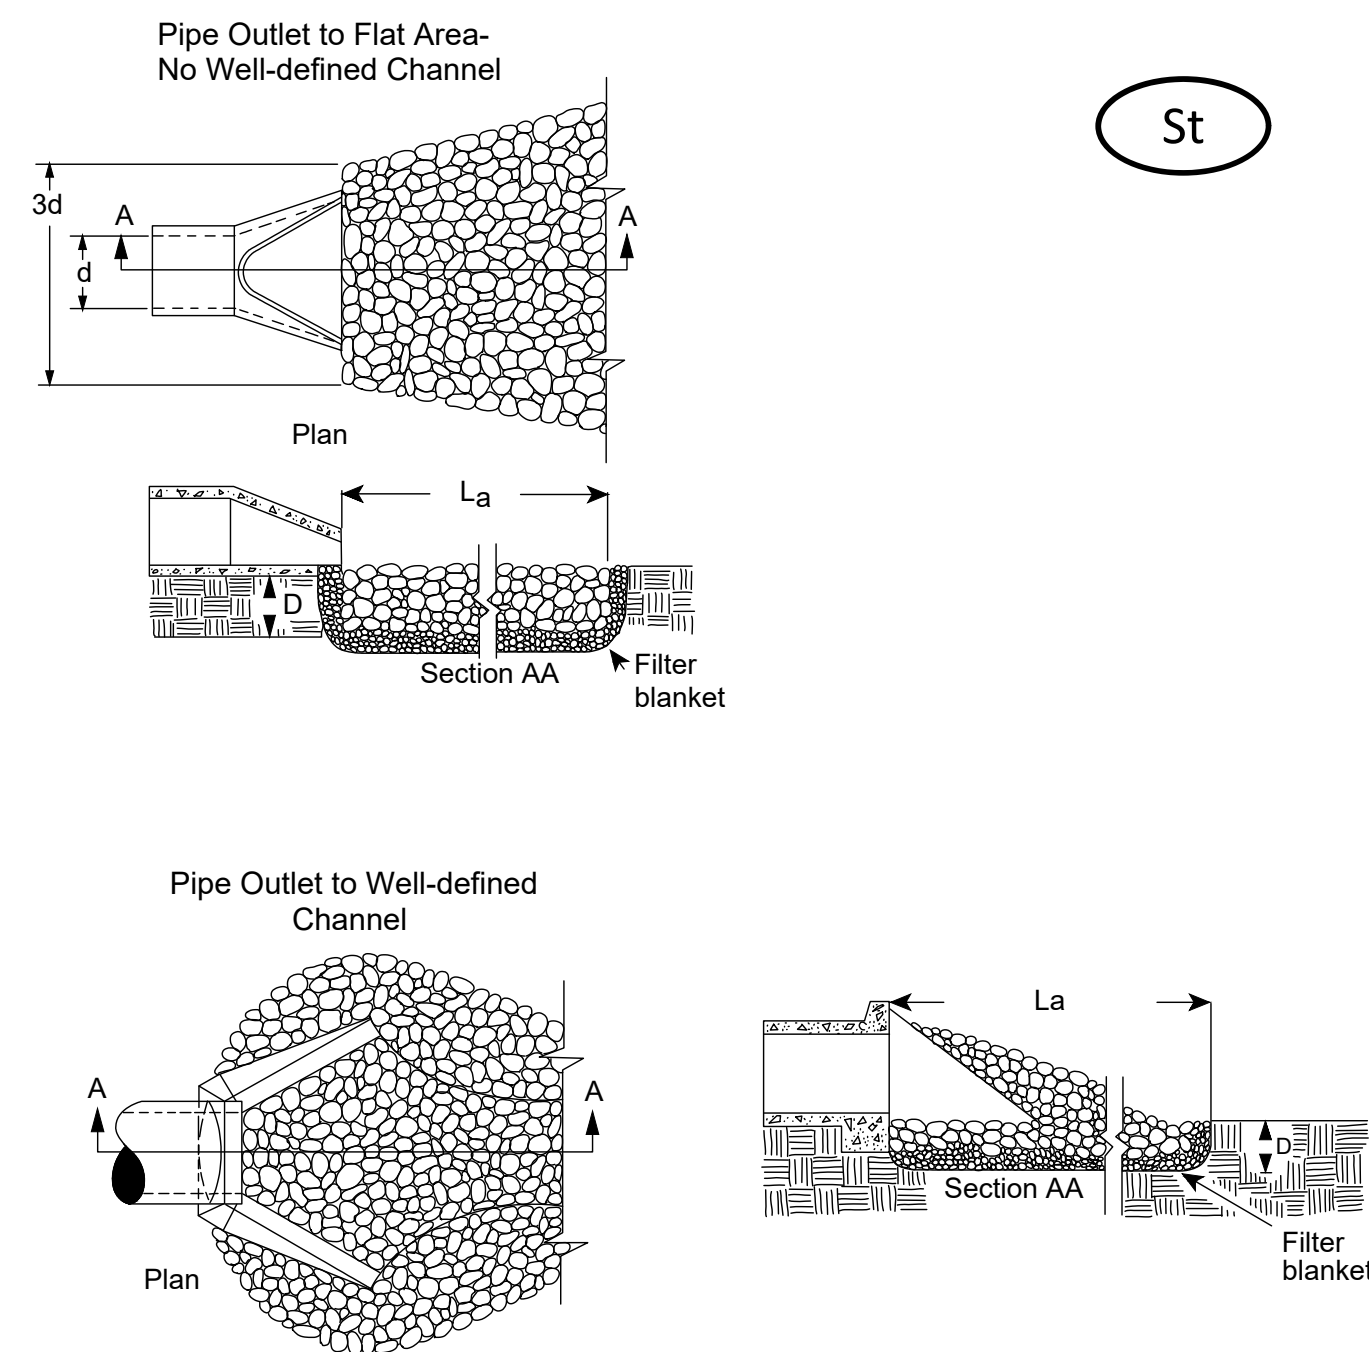 Pipe Outlet to Flat Area-
No Well-defined Channel
St
3d
A
A
d
Plan
La
D
Section AA
Filter
blanket
Pipe Outlet to Well-defined
Channel
A
A
Plan
La
D
Section AA
Filter
blanket